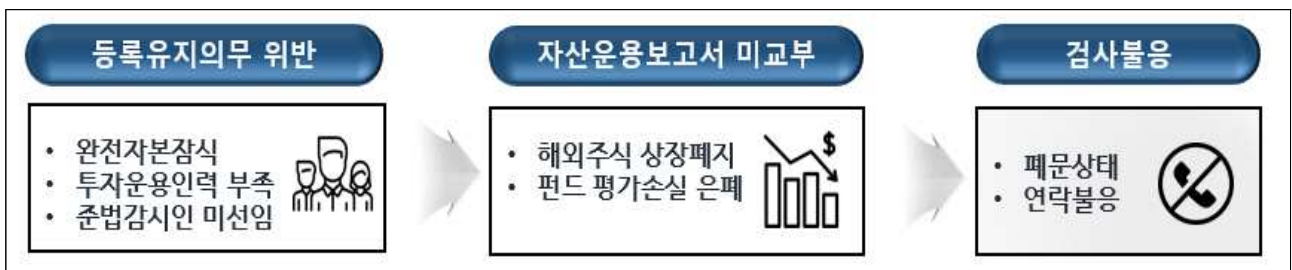 등록유지의무 위반
• 완전자본잠식
• 투자운용인력 부족
• 준법감시인 미선임
자산운용보고서 미교부
• 해외주식 상장폐지
• 펀드 평가손실 은폐
$
검사불응
• 폐문상태
• 연락불응